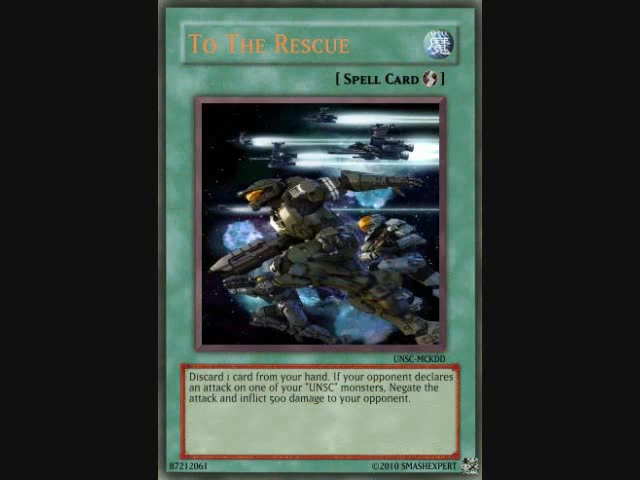 To The Rescue
魔
[ Spell Card ]
UNSC-MCKDD
Discard 1 card from your hand. If your opponent declares
an attack on one of your "UNSC" monsters, Negate the
attack and inflict 500 damage to your opponent.
87212061
©2010 SMASHEXPERT